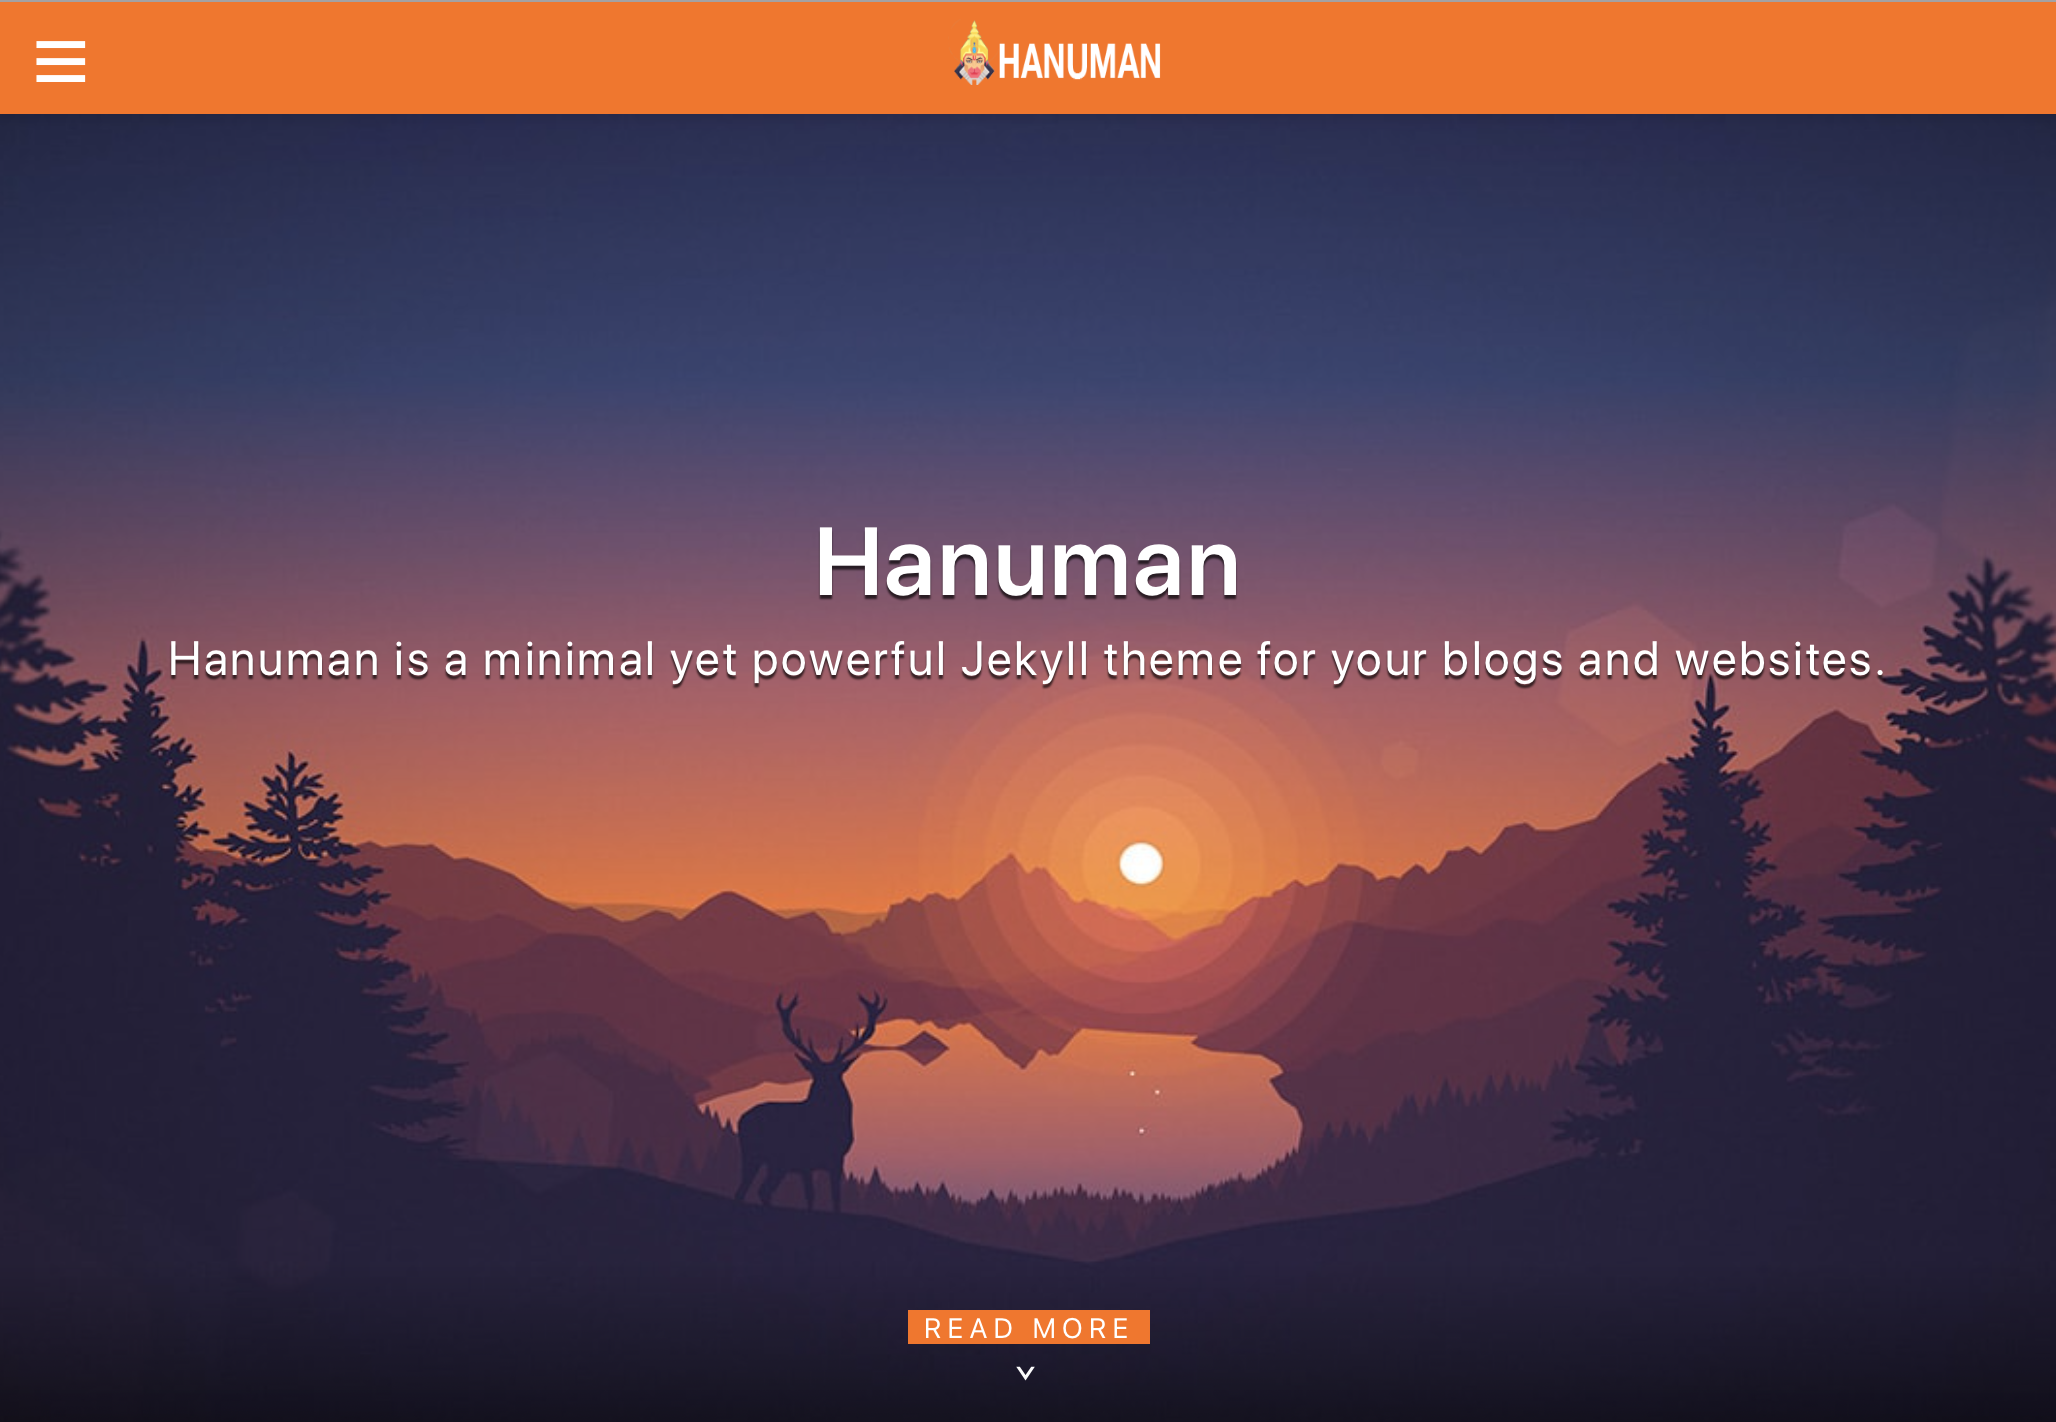 HANUMAN
Hanuman
Hanuman is a minimal yet powerful Jekyll theme for your blogs and websites.
READ MORE